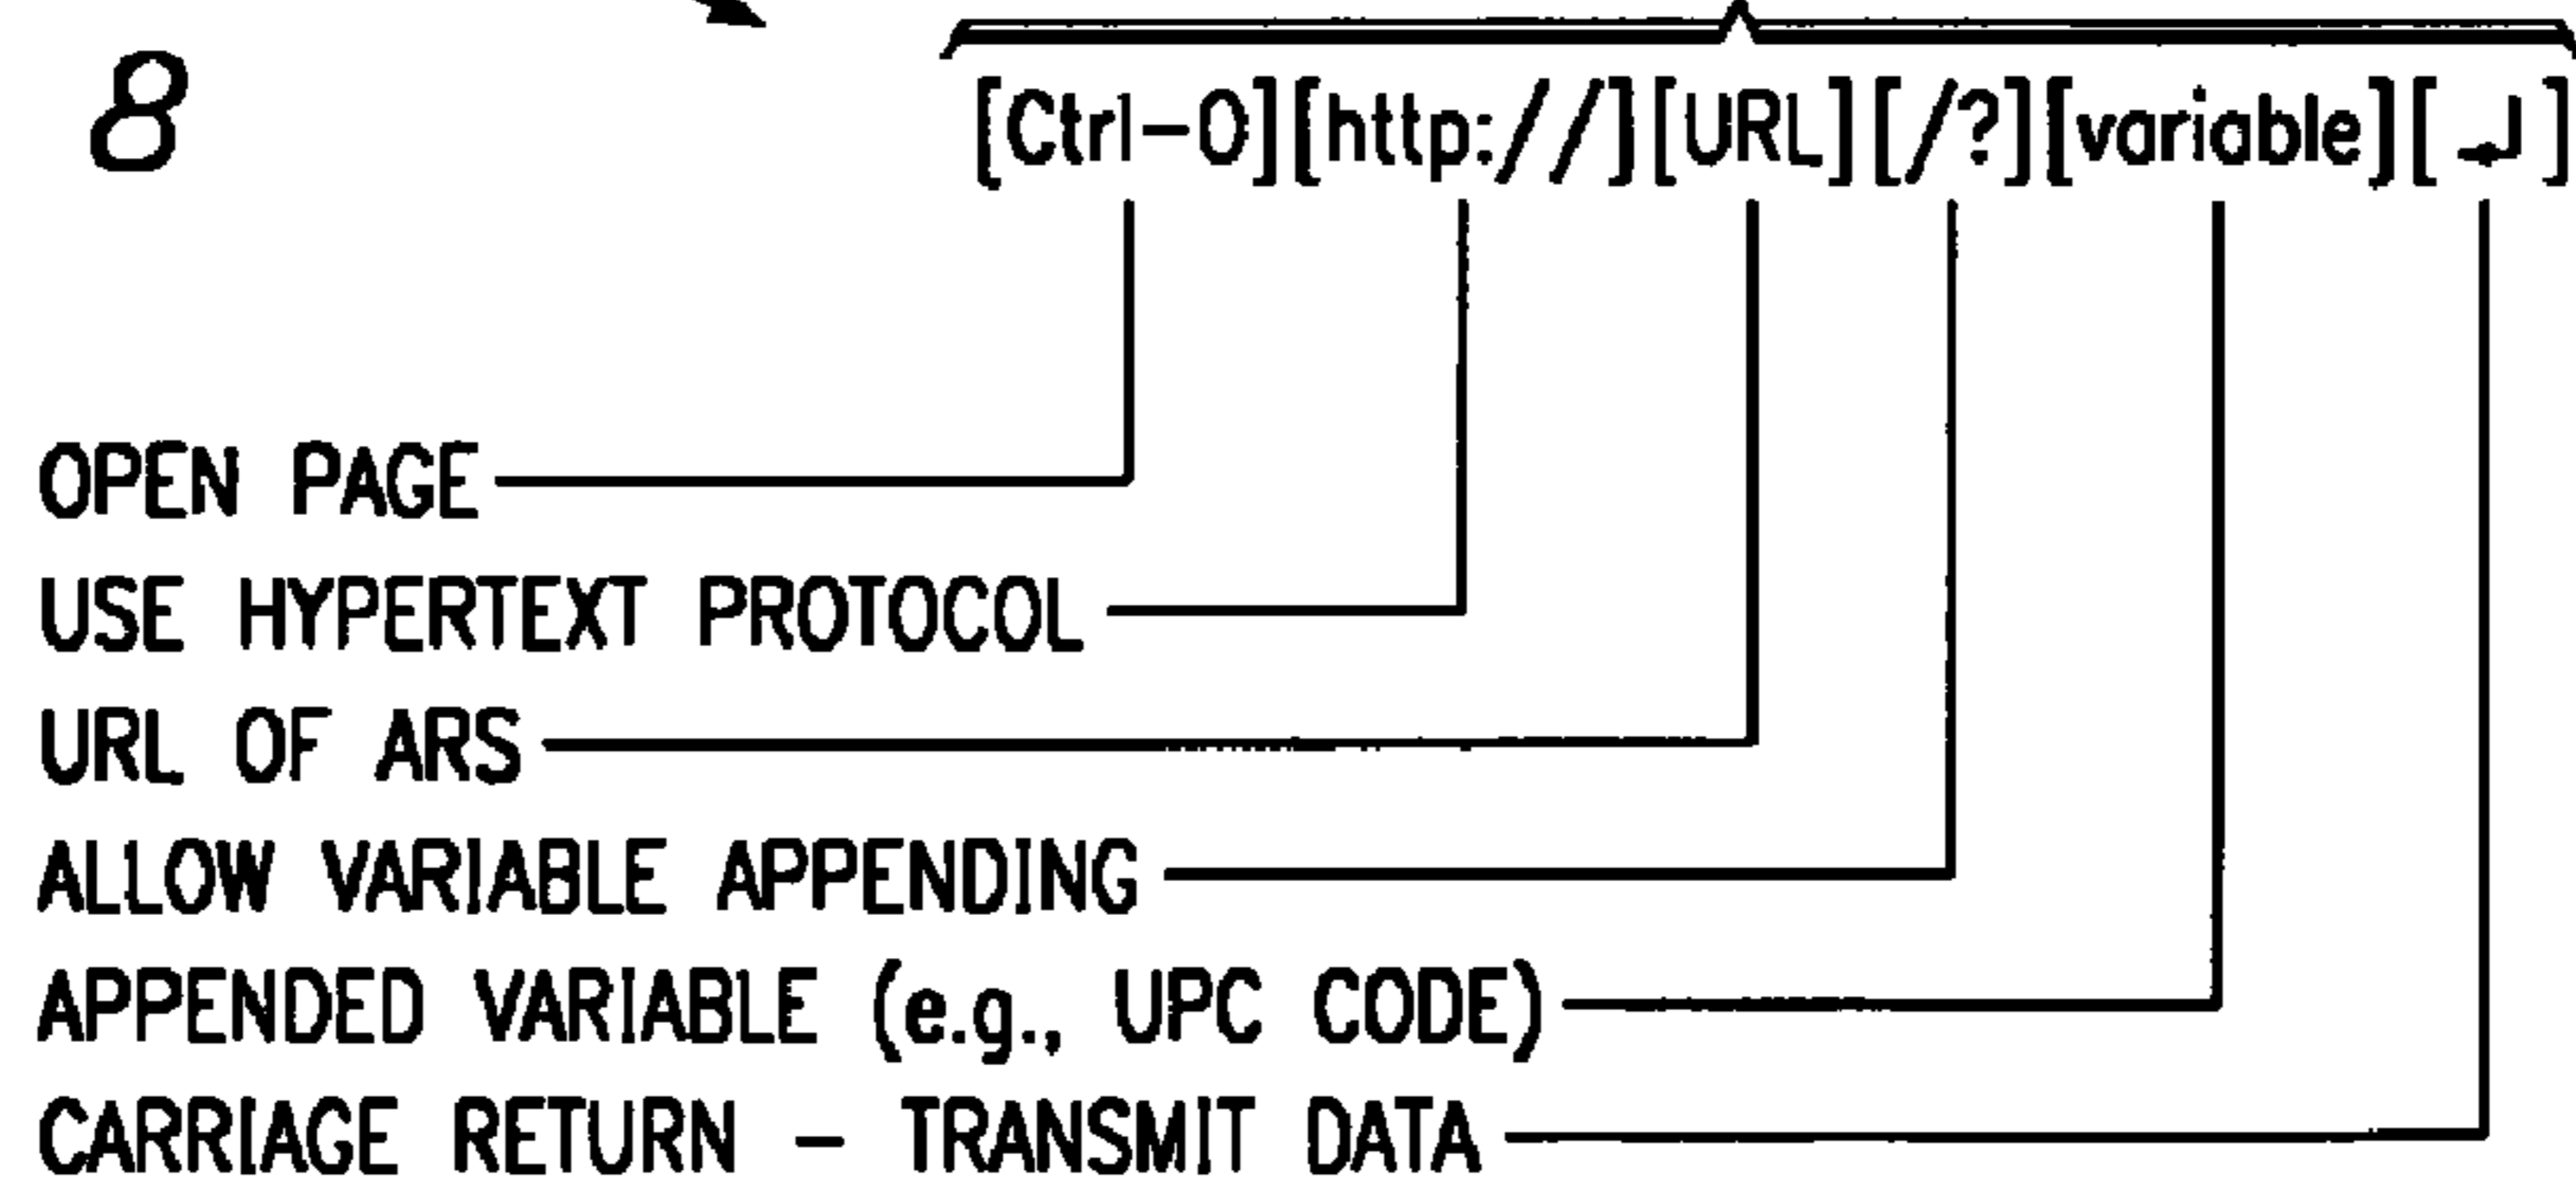 8
[Ctrl-O][http://][URL][/?][variable][↵]
OPEN PAGE
USE HYPERTEXT PROTOCOL
URL OF ARS
ALLOW VARIABLE APPENDING
APPENDED VARIABLE (e.g., UPC CODE)
CARRIAGE RETURN – TRANSMIT DATA